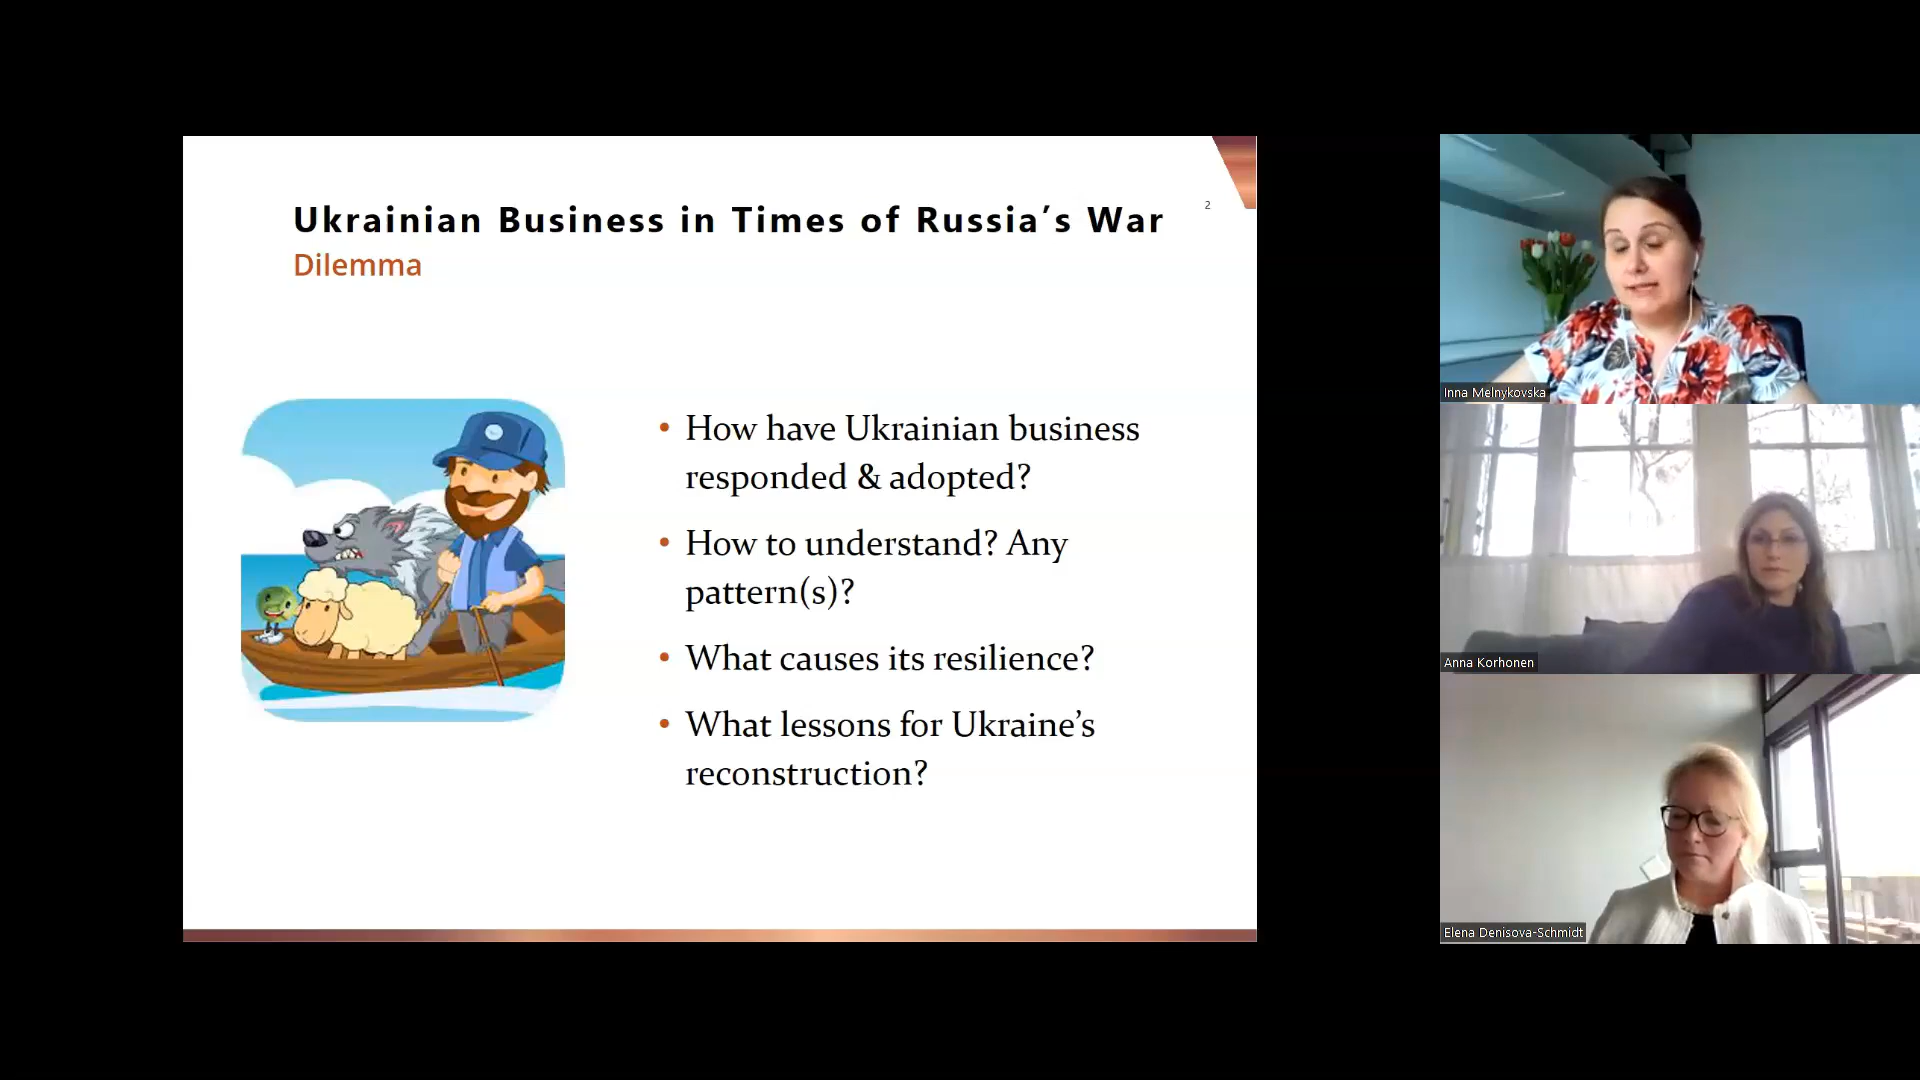 Ukrainian Business in Times of Russia’s War
2
Dilemma
• How have Ukrainian business
responded & adopted?
• How to understand? Any
pattern(s)?
• What causes its resilience?
• What lessons for Ukraine’s
reconstruction?
Inna Melnykovska
Anna Korhonen
Elena Denisova-Schmidt